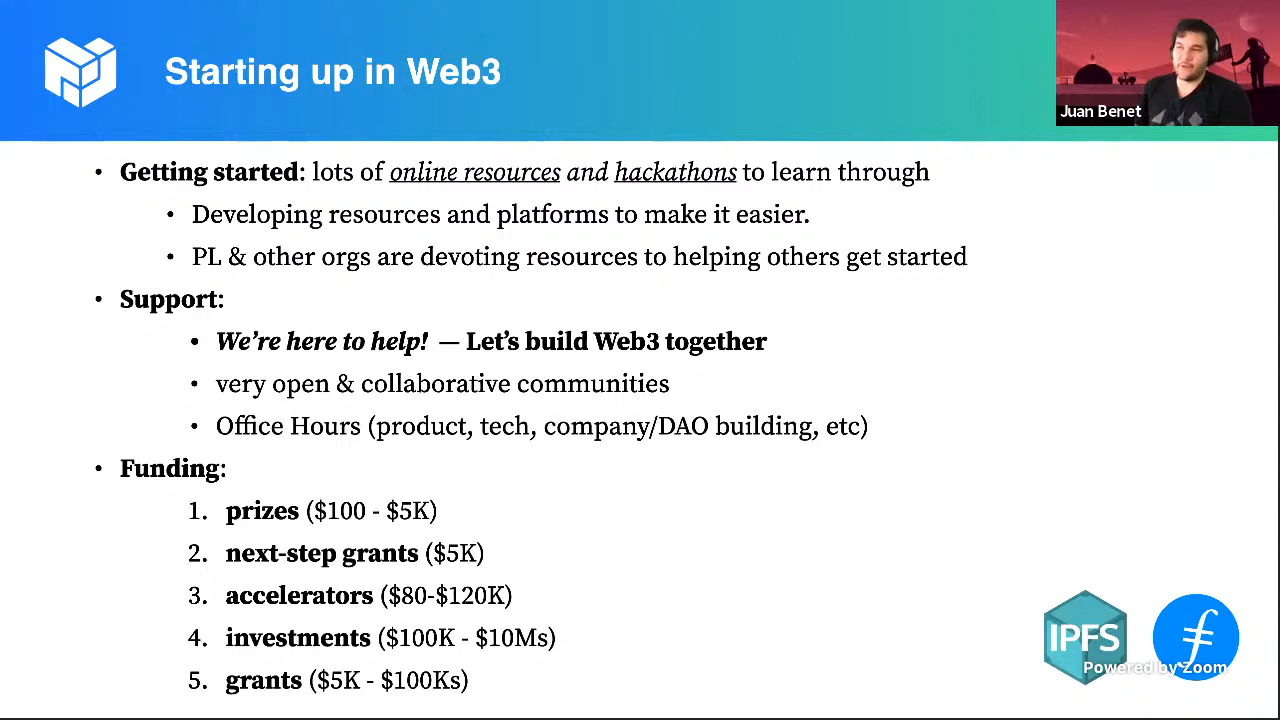 Starting up in Web3
Juan Benet
• Getting started: lots of online resources and hackathons to learn through
• Developing resources and platforms to make it easier.
• PL & other orgs are devoting resources to helping others get started
• Support:
• We’re here to help! — Let’s build Web3 together
• very open & collaborative communities
• Office Hours (product, tech, company/DAO building, etc)
• Funding:
1. prizes ($100 - $5K)
2. next-step grants ($5K)
3. accelerators ($80-$120K)
4. investments ($100K - $10Ms)
5. grants ($5K - $100Ks)
IPFS
Powered by Zoom